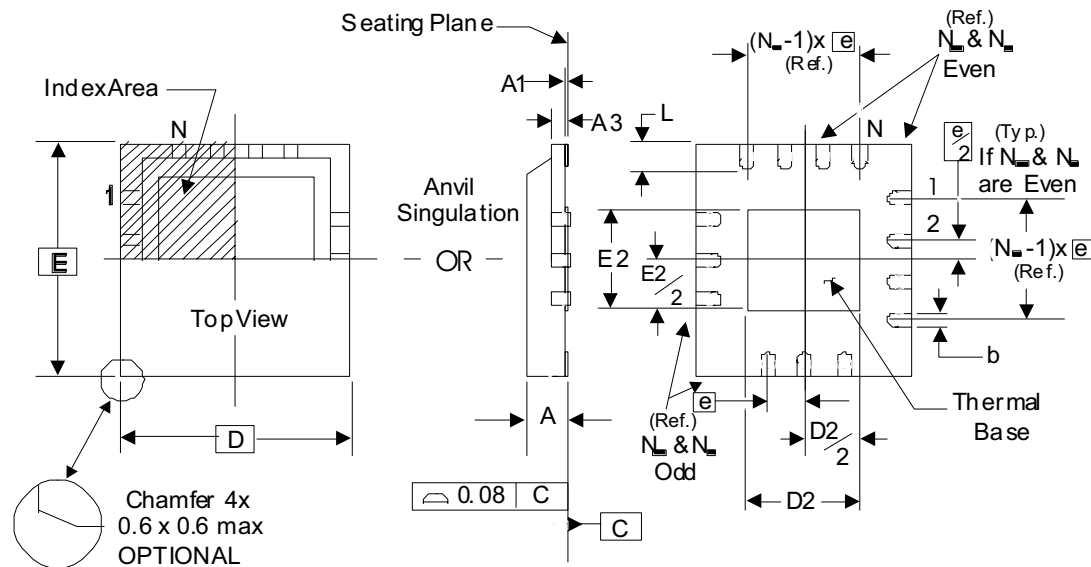 Seating Plane
(Ref.)
N & N
Even
(N -1)x e
(Ref.)
A1
Index Area
A3
L
N
N
e/2
(Typ.)
If N & N
are Even
1
Anvil
Singulation
1
2
E
E2
(N -1)x e
(Ref.)
OR
E2/2
Top View
b
e
A
(Ref.)
N & N
Odd
D2/2
Thermal
Base
D
0.08 C
D2
Chamfer 4x
0.6 x 0.6 max
OPTIONAL
C